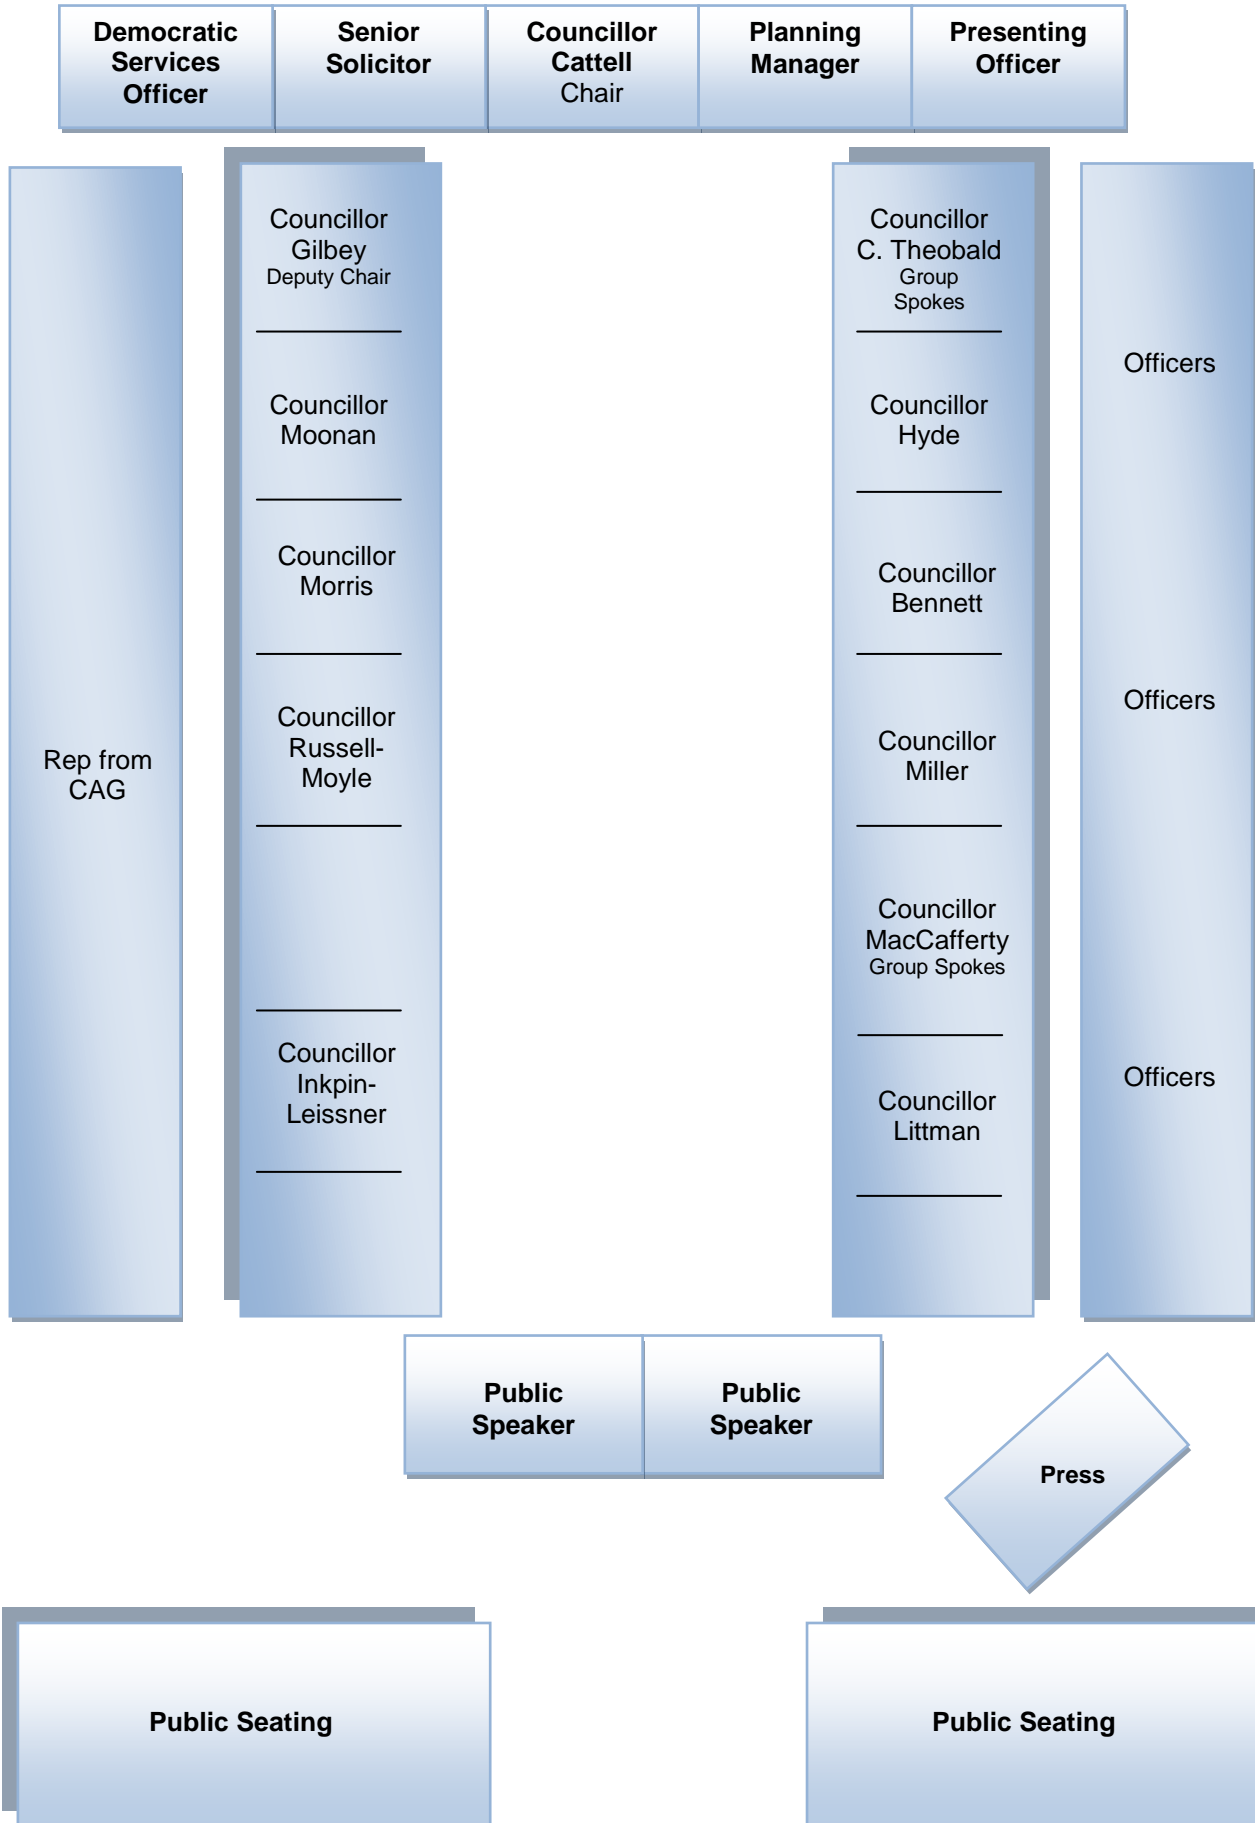 Democratic
Services
Officer
Senior
Solicitor
Councillor
Cattell
Chair
Planning
Manager
Presenting
Officer
Rep from
CAG
Councillor
Gilbey
Deputy Chair
Councillor
Moonan
Councillor
Morris
Councillor
Russell-
Moyle
Councillor
Inkpin-
Leissner
Councillor
C. Theobald
Group
Spokes
Councillor
Hyde
Councillor
Bennett
Councillor
Miller
Councillor
MacCafferty
Group Spokes
Councillor
Littman
Officers
Officers
Officers
Public
Speaker
Public
Speaker
Press
Public Seating
Public Seating